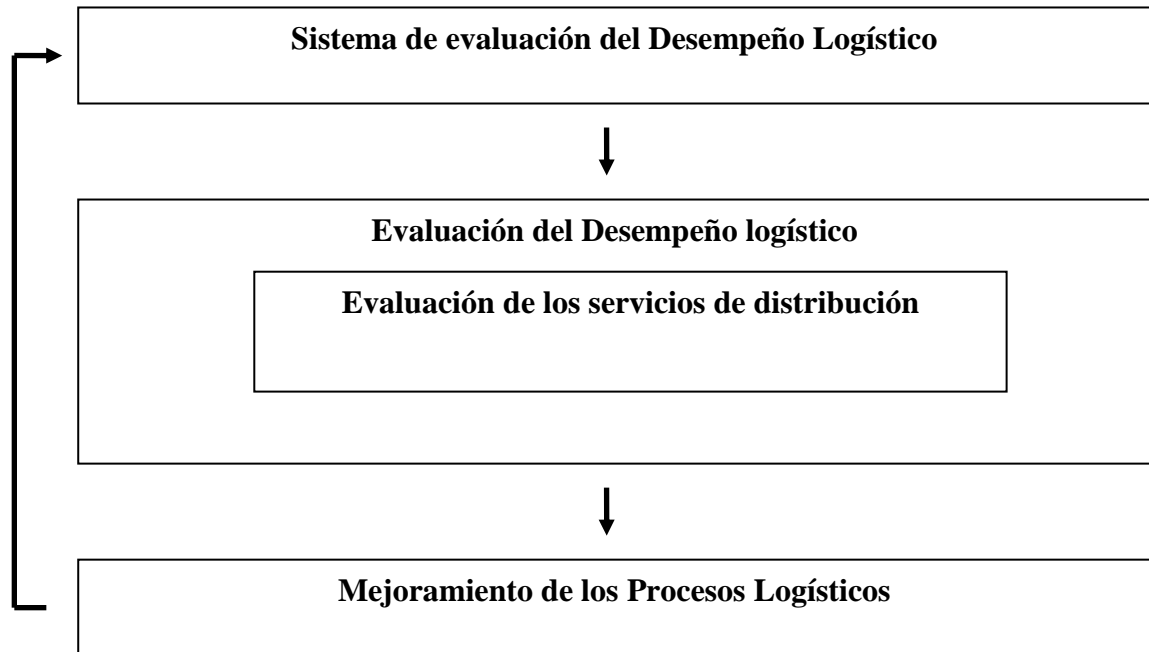 Sistema de evaluación del Desempeño Logístico
Evaluación del Desempeño logístico
Evaluación de los servicios de distribución
Mejoramiento de los Procesos Logísticos